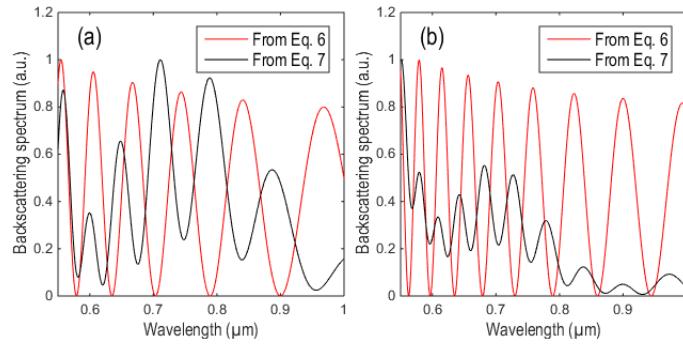 (a)
From Eq. 6
From Eq. 7
Backscattering spectrum (a.u.)
1.2
1
0.8
0.6
0.4
0.2
0
0.6 0.7 0.8 0.9 1
Wavelength (µm)
(b)
From Eq. 6
From Eq. 7
Backscattering spectrum (a.u.)
1.2
1
0.8
0.6
0.4
0.2
0
0.6 0.7 0.8 0.9
Wavelength (µm)